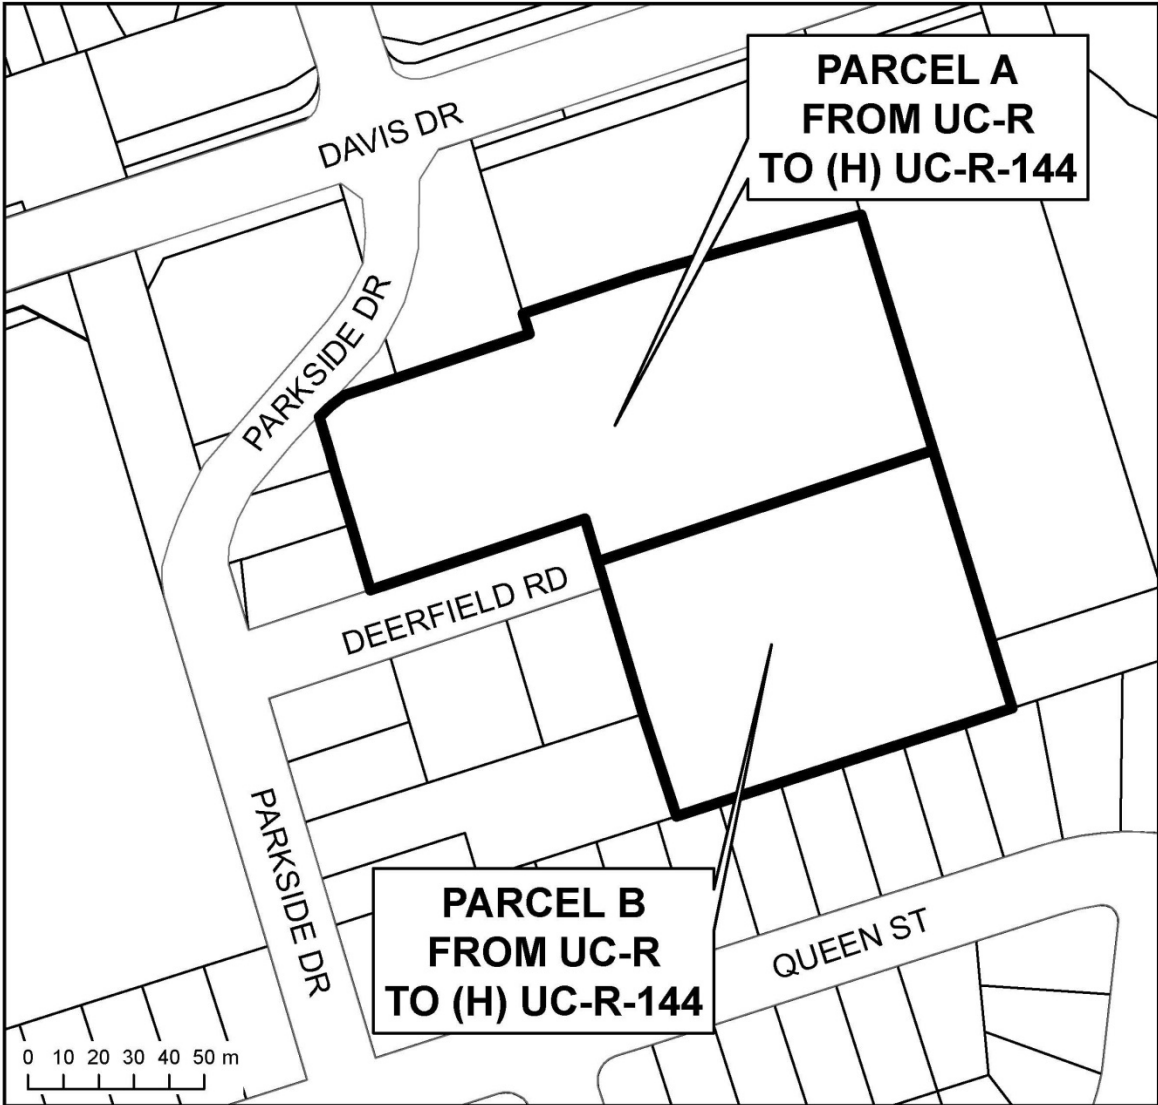 PARCEL A
FROM UC-R
TO (H) UC-R-144
DAVIS DR
PARKSIDE DR
DEERFIELD RD
PARKSIDE DR
PARCEL B
FROM UC-R
TO (H) UC-R-144
QUEEN ST
0 10 20 30 40 50 m